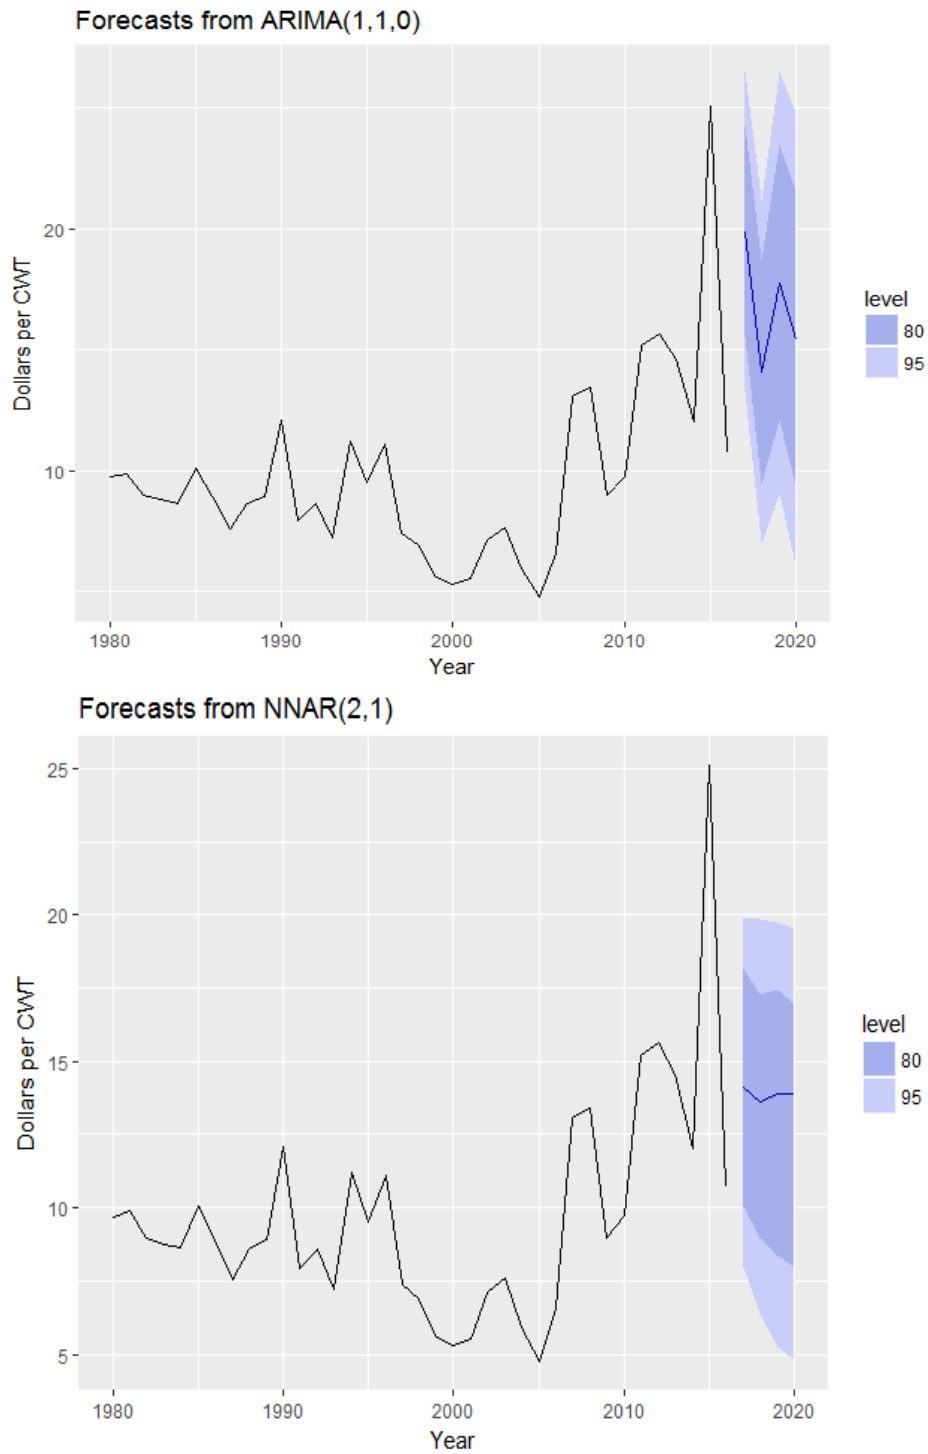 Forecasts from ARIMA(1,1,0)
20
10
Dollars per CWT
1980 1990 2000 2010 2020
Year
level
80
95
Forecasts from NNAR(2,1)
25
20
15
10
5
Dollars per CWT
1980 1990 2000 2010 2020
Year
level
80
95